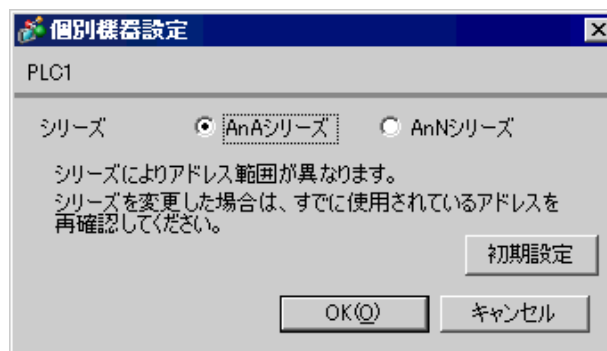 個別機器設定
PLC1
シリーズ AnAシリーズ AnNシリーズ
シリーズによりアドレス範囲が異なります。
シリーズを変更した場合は、すでに使用されているアドレスを
再確認してください。
初期設定
OK(O) キャンセル